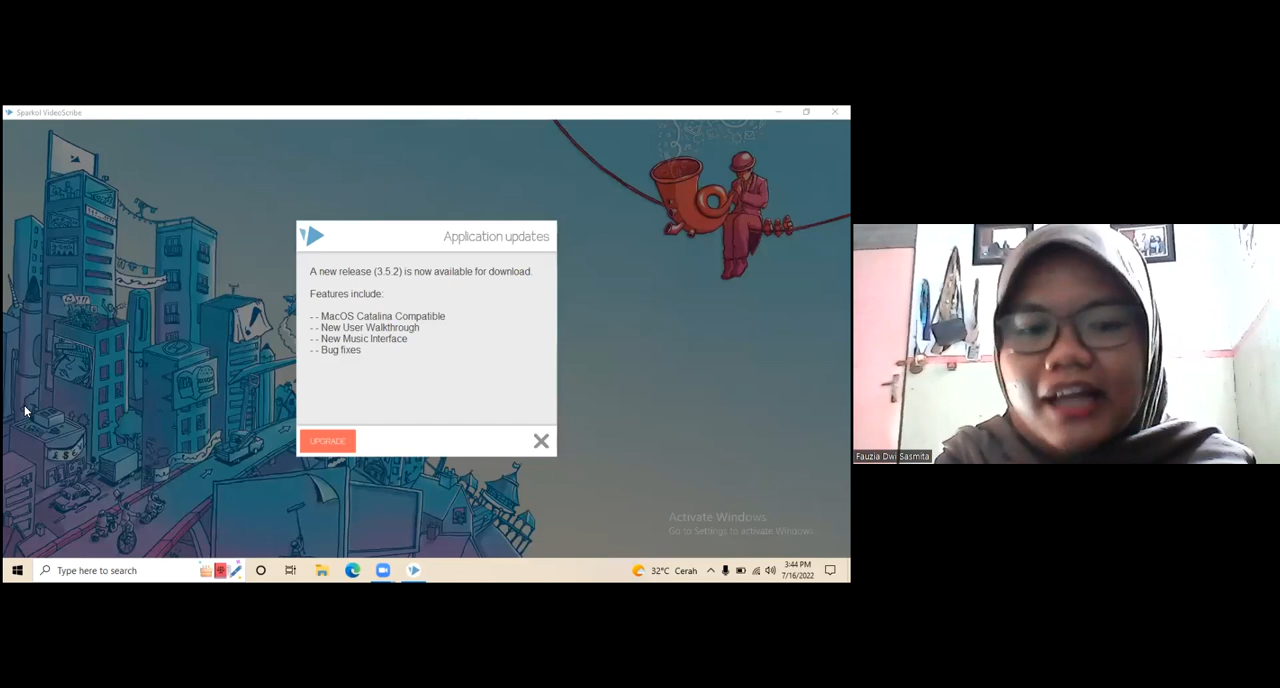 Sparkol VideoScribe
Application updates
A new release (3.5.2) is now available for download.
Features include:
- - MacOS Catalina Compatible
- - New User Walkthrough
- - New Music Interface
- - Bug fixes
UPGRADE
Activate Windows
Go to Settings to activate Windows.
Type here to search
32°C Cerah
3:44 PM
7/16/2022
Fauzia Dwi Sasmita